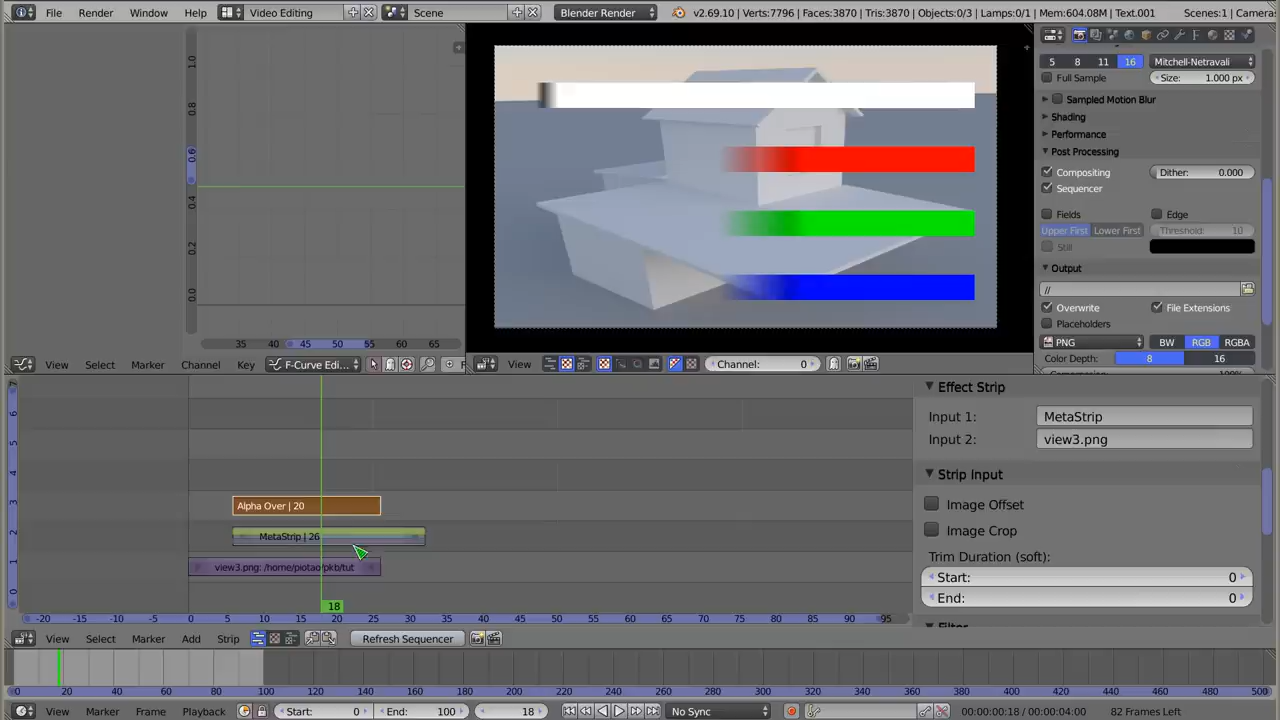 File Render Window Help Video Editing Scene Blender Render v2.69.10 | Verts:7796 | Faces:3870 | Tris:3870 | Objects:0/3 | Lamps:0/1 | Mem:604.08M | Text.001 Scenes:1 | Camera
1.0
0.8
0.6
0.4
0.2
0.0
35 40 45 50 55 60 65
View Select Marker Channel Key F-Curve Edi...
View Channel: 0
5 8 11 16 Mitchell-Netravali
Full Sample Size: 1.000 px
Sampled Motion Blur
Shading
Performance
Post Processing
Compositing Dither: 0.000
Sequencer
Fields Edge
Upper First Lower First Threshold: 10
Still
Output
//
Overwrite File Extensions
Placeholders
PNG BW RGB RGBA
Color Depth: 8 16
7
6
5
4
3
2
1
0
Alpha Over | 20
MetaStrip | 26
view3.png: /home/piotao/pkb/tut
18
-20 -15 -10 -5 0 5 10 15 20 25 30 35 40 45 50 55 60 65 70 75 80 85 90 95
Effect Strip
Input 1: MetaStrip
Input 2: view3.png
Strip Input
Image Offset
Image Crop
Trim Duration (soft):
Start: 0
End: 0
View Select Marker Add Strip Refresh Sequencer
0 20 40 60 80 100 120 140 160 180 200 220 240 260 280 300 320 340 360 380 400 420 440 460 480 500
View Marker Frame Playback Start: 0 End: 100 18 No Sync 00:00:00:18 / 00:00:04:00 82 Frames Left